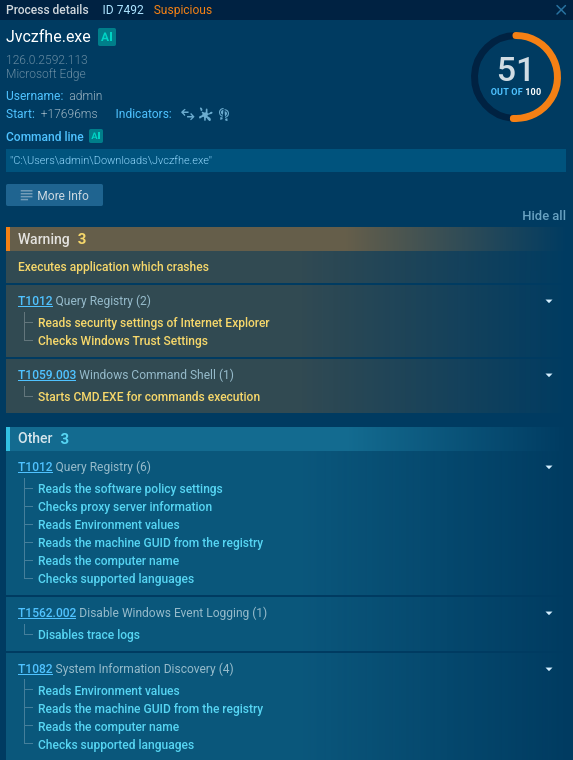 Process details ID 7492 Suspicious
Jvczfhe.exe AI
126.0.2592.113
Microsoft Edge
Username: admin
Start: +17696ms Indicators:
51
OUT OF 100
Command line AI
"C:\Users\admin\Downloads\Jvczfhe.exe"
More Info
Hide all
Warning 3
Executes application which crashes
T1012 Query Registry (2)
Reads security settings of Internet Explorer
Checks Windows Trust Settings
T1059.003 Windows Command Shell (1)
Starts CMD.EXE for commands execution
Other 3
T1012 Query Registry (6)
Reads the software policy settings
Checks proxy server information
Reads Environment values
Reads the machine GUID from the registry
Reads the computer name
Checks supported languages
T1562.002 Disable Windows Event Logging (1)
Disables trace logs
T1082 System Information Discovery (4)
Reads Environment values
Reads the machine GUID from the registry
Reads the computer name
Checks supported languages